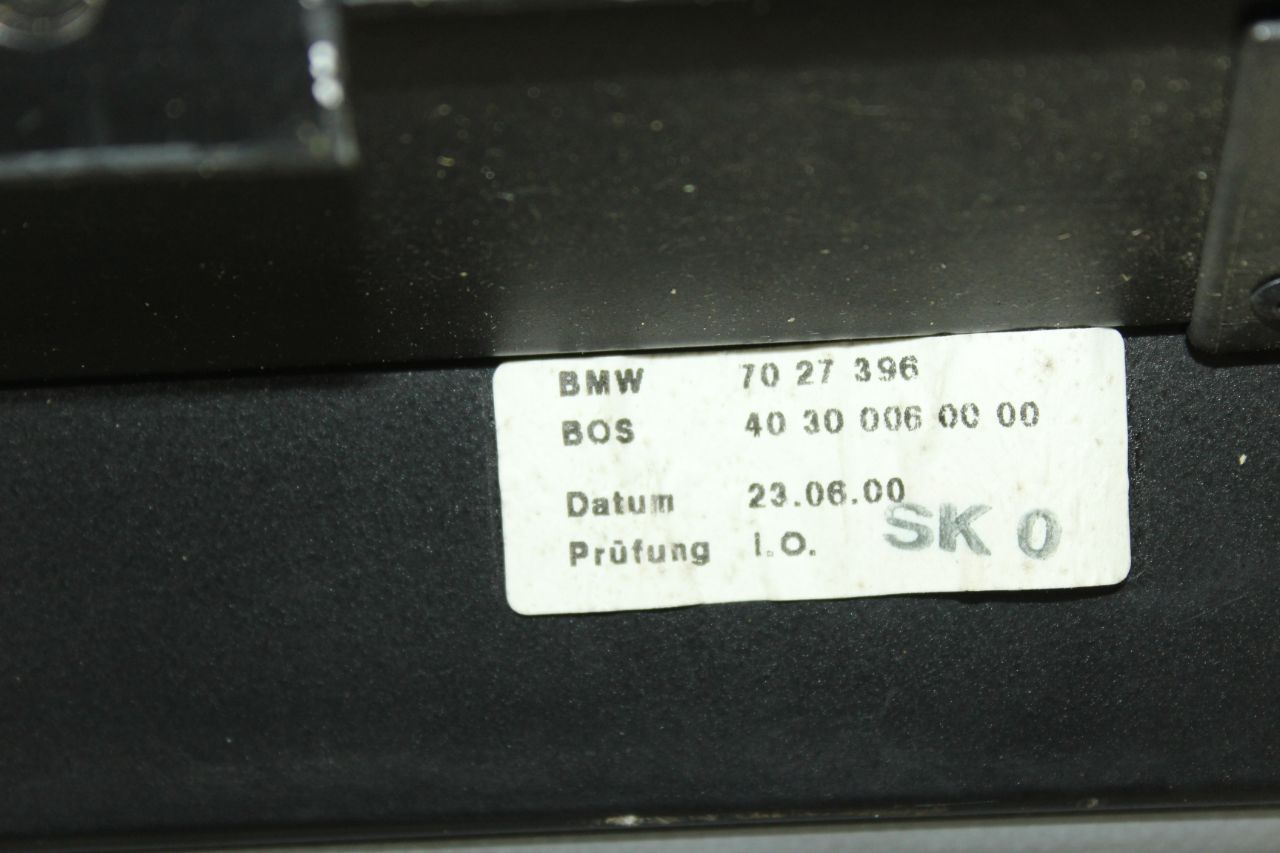 BMW 70 27 396
BOS 40 30 006 00 00
Datum 23.06.00
Prüfung I.O.
SK 0